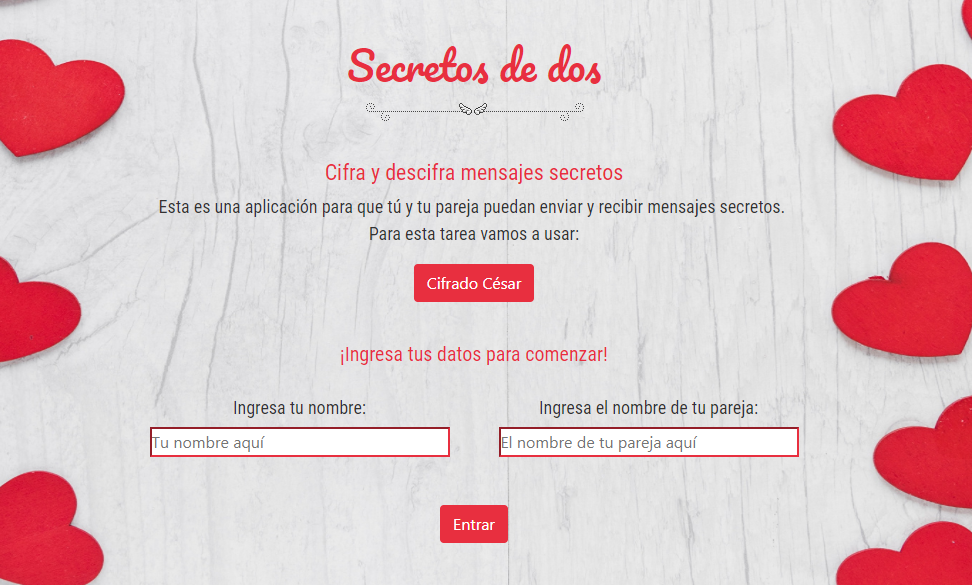 Secretos de dos
Cifra y descifra mensajes secretos
Esta es una aplicación para que tú y tu pareja puedan enviar y recibir mensajes secretos.
Para esta tarea vamos a usar:
Cifrado César
¡Ingresa tus datos para comenzar!
Ingresa tu nombre:
Ingresa el nombre de tu pareja:
Tu nombre aquí
El nombre de tu pareja aquí
Entrar